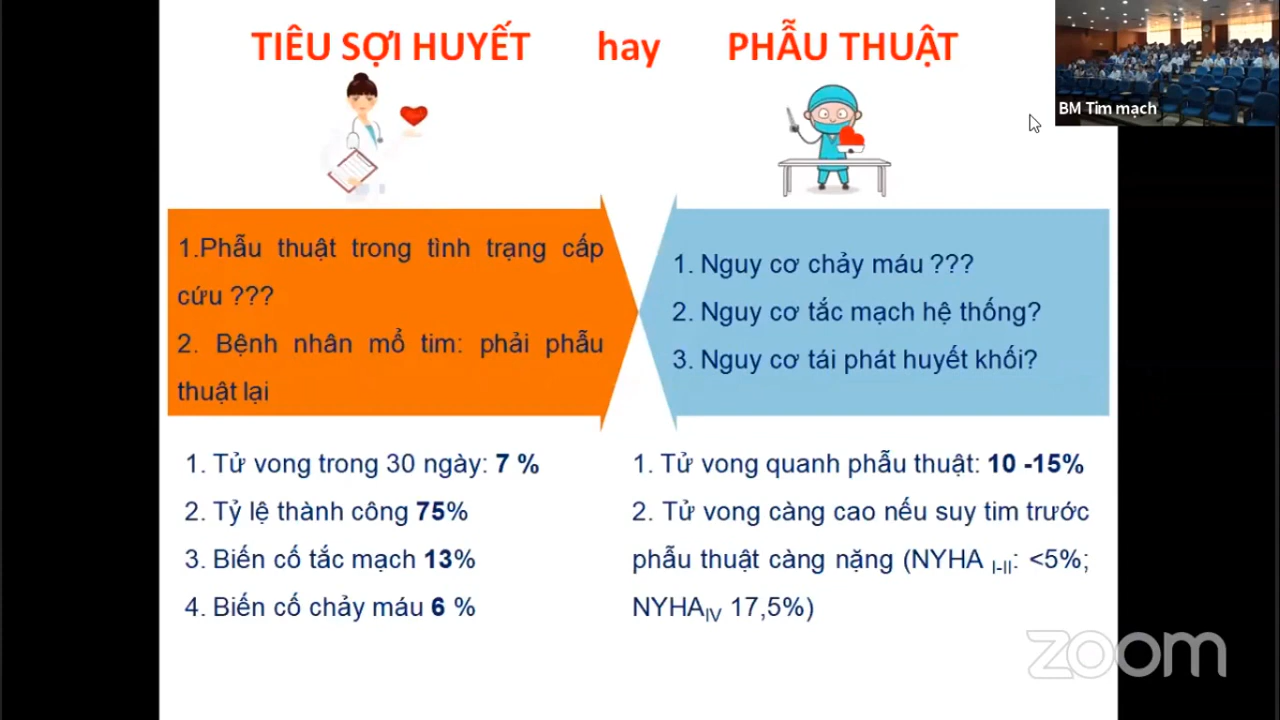 TIÊU SỢI HUYẾT hay PHẪU THUẬT
BM Tim mạch
1.Phẫu thuật trong tình trạng cấp
cứu ???
2. Bệnh nhân mổ tim: phải phẫu
thuật lại
1. Nguy cơ chảy máu ???
2. Nguy cơ tắc mạch hệ thống?
3. Nguy cơ tái phát huyết khối?
1. Tử vong trong 30 ngày: 7 %
2. Tỷ lệ thành công 75%
3. Biến cố tắc mạch 13%
4. Biến cố chảy máu 6 %
1. Tử vong quanh phẫu thuật: 10 -15%
2. Tử vong càng cao nếu suy tim trước
phẫu thuật càng nặng (NYHA I-II: <5%;
NYHAIV 17,5%)
zoom